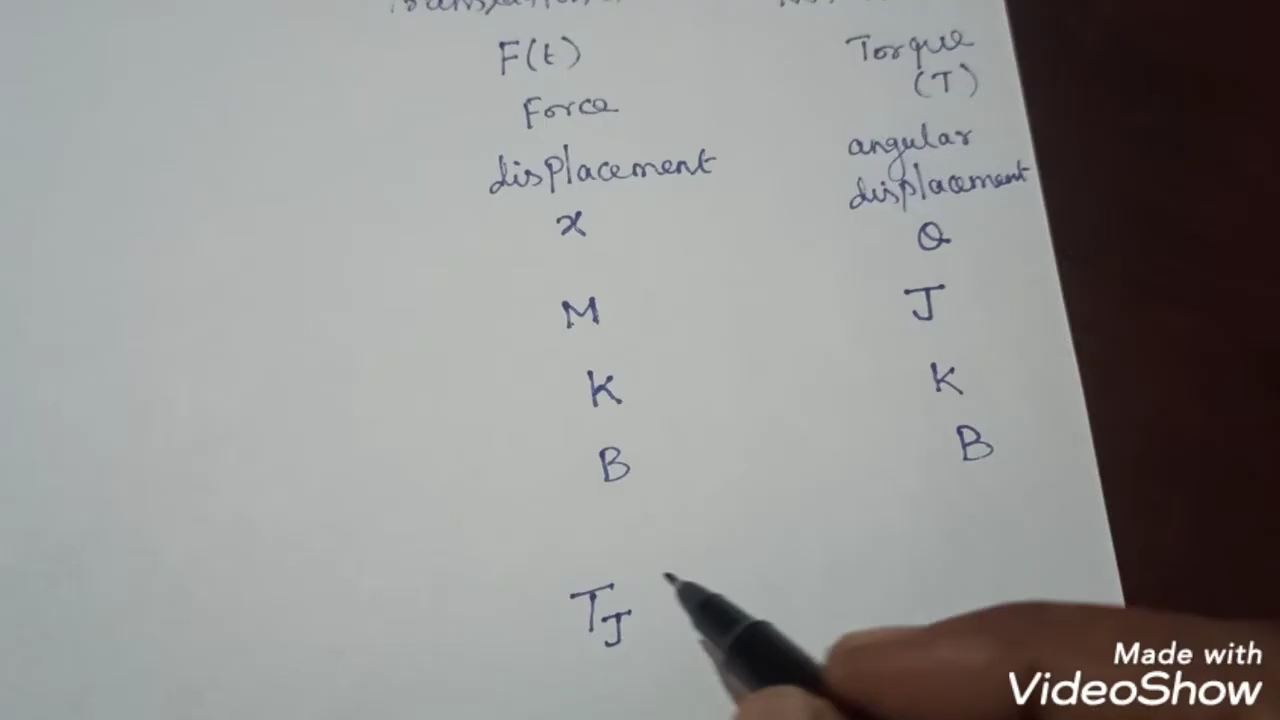 F(t) Torque
(T)
Force
displacement angular
displacement
x θ
M J
K K
B B
T_J
Made with
VideoShow